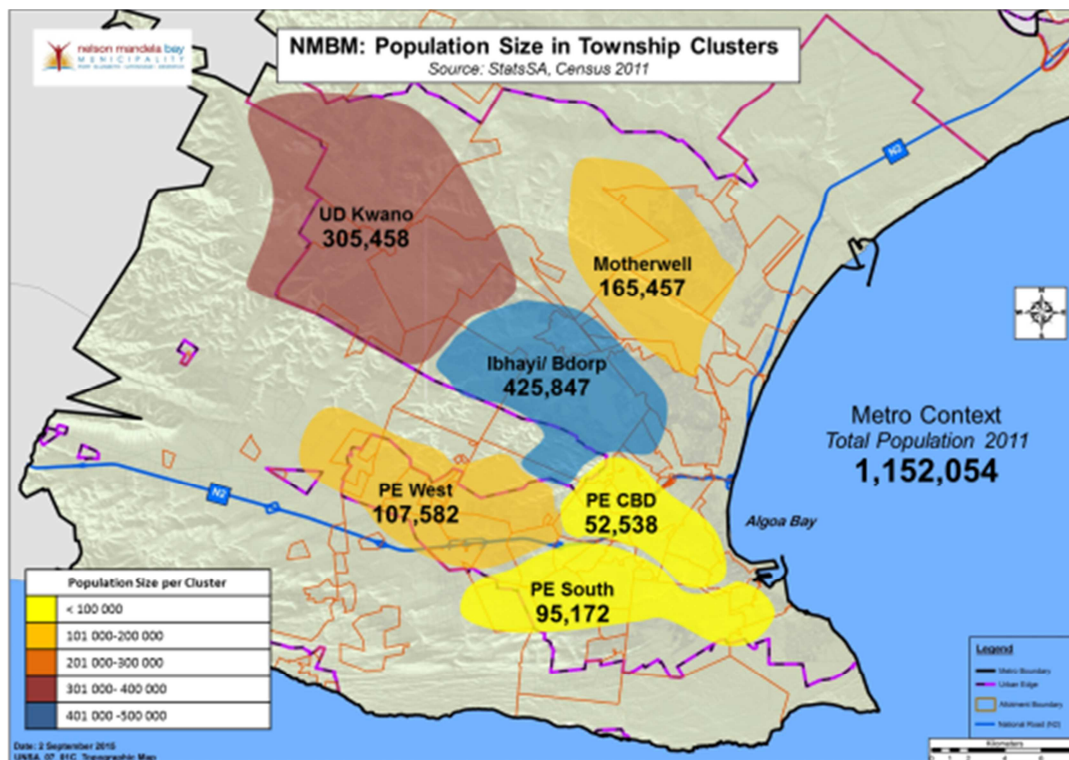 nelson mandela bay
MUNICIPALITY
NMBM: Population Size in Township Clusters
Source: StatsSA, Census 2011
N2
UD Kwano
305,458
Motherwell
165,457
Ibhayi/ Bdorp
425,847
Metro Context
Total Population 2011
1,152,054
PE West
107,582
N2
PE CBD
52,538
Algoa Bay
PE South
95,172
Population Size per Cluster
< 100 000
101 000-200 000
201 000-300 000
301 000- 400 000
401 000 -500 000
Legend
Metro Boundary
Urban Edge
Allotment Boundary
National Road (N2)
Date: 2 September 2015
Kilometers